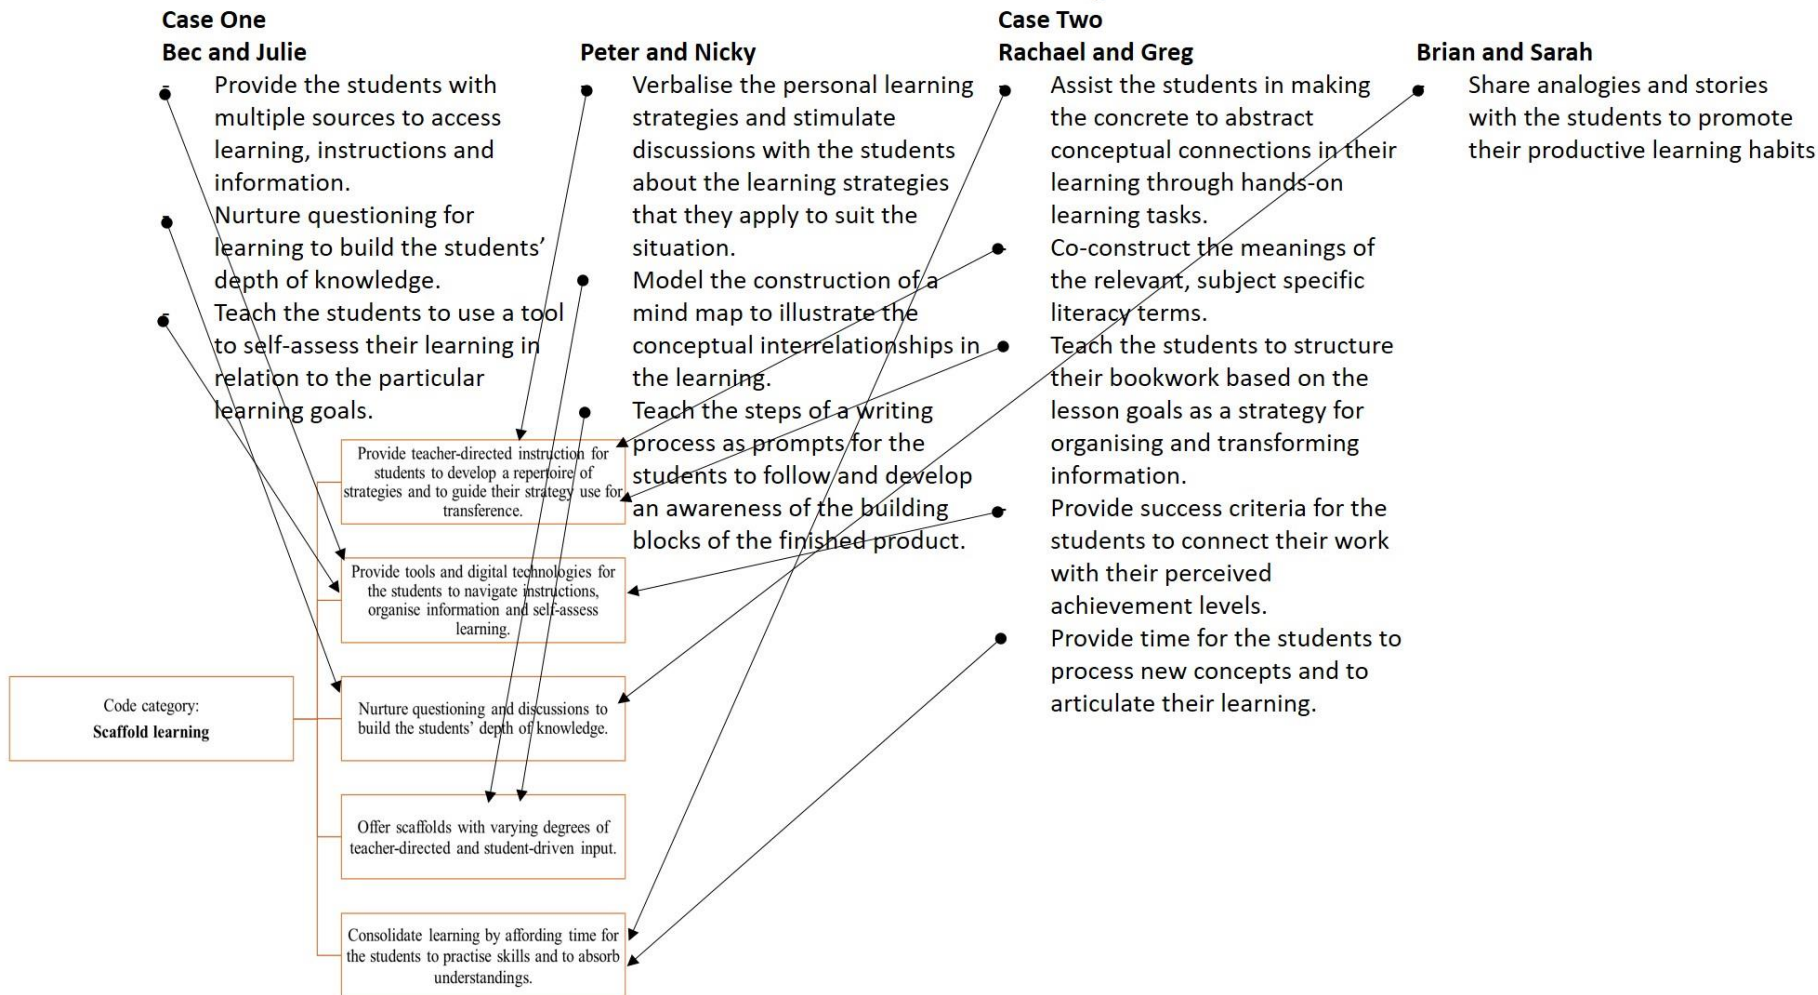 Case One
Bec and Julie
- Provide the students with
multiple sources to access
learning, instructions and
information.
- Nurture questioning for
learning to build the students’
depth of knowledge.
- Teach the students to use a tool
to self-assess their learning in
relation to the particular
learning goals.
Peter and Nicky
- Verbalise the personal learning
strategies and stimulate
discussions with the students
about the learning strategies
that they apply to suit the
situation.
- Model the construction of a
mind map to illustrate the
conceptual interrelationships in
the learning.
- Teach the steps of a writing
process as prompts for the
students to follow and develop
an awareness of the building
blocks of the finished product.
Case Two
Rachael and Greg
- Assist the students in making
the concrete to abstract
conceptual connections in their
learning through hands-on
learning tasks.
- Co-construct the meanings of
the relevant, subject specific
literacy terms.
- Teach the students to structure
their bookwork based on the
lesson goals as a strategy for
organising and transforming
information.
- Provide success criteria for the
students to connect their work
with their perceived
achievement levels.
- Provide time for the students to
process new concepts and to
articulate their learning.
Brian and Sarah
- Share analogies and stories
with the students to promote
their productive learning habits
Code category:
Scaffold learning
Provide teacher-directed instruction for
students to develop a repertoire of
strategies and to guide their strategy use for
transference.
Provide tools and digital technologies for
the students to navigate instructions,
organise information and self-assess
learning.
Nurture questioning and discussions to
build the students’ depth of knowledge.
Offer scaffolds with varying degrees of
teacher-directed and student-driven input.
Consolidate learning by affording time for
the students to practise skills and to absorb
understandings.